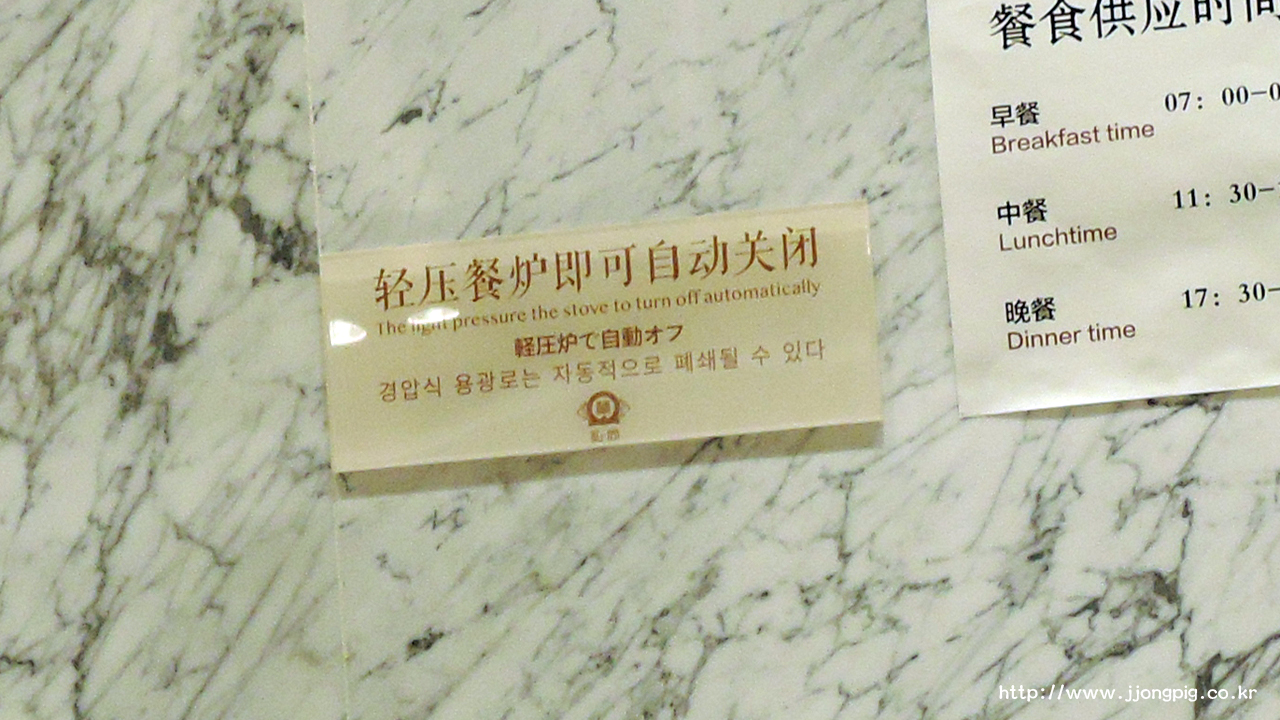 轻压餐炉即可自动关闭
The light pressure the stove to turn off automatically
軽圧炉で自動オフ
경압식 용광로는 자동적으로 폐쇄될 수 있다
餐食供应时间
早餐 07: 00-0
Breakfast time
中餐 11: 30-
Lunchtime
晚餐 17: 30-
Dinner time
http://www.jjongpig.co.kr